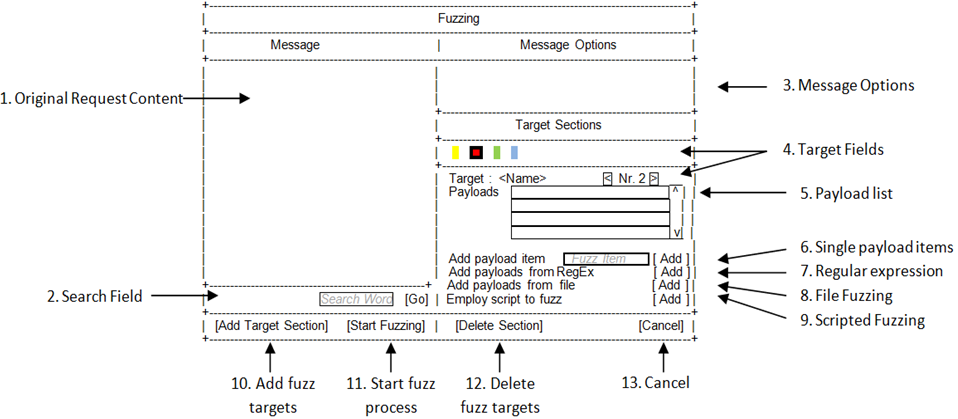 Fuzzing
Message
Message Options
1. Original Request Content
3. Message Options
Target Sections
4. Target Fields
Target : <Name>
< Nr. 2 >
Payloads
^
5. Payload list
v
6. Single payload items
Add payload item
Fuzz Item
[ Add ]
7. Regular expression
Add payloads from RegEx
[ Add ]
8. File Fuzzing
Add payloads from file
[ Add ]
2. Search Field
Search Word
[Go]
Employ script to fuzz
[ Add ]
9. Scripted Fuzzing
[Add Target Section]
[Start Fuzzing]
[Delete Section]
[Cancel]
10. Add fuzz
targets
11. Start fuzz
process
12. Delete
fuzz targets
13. Cancel